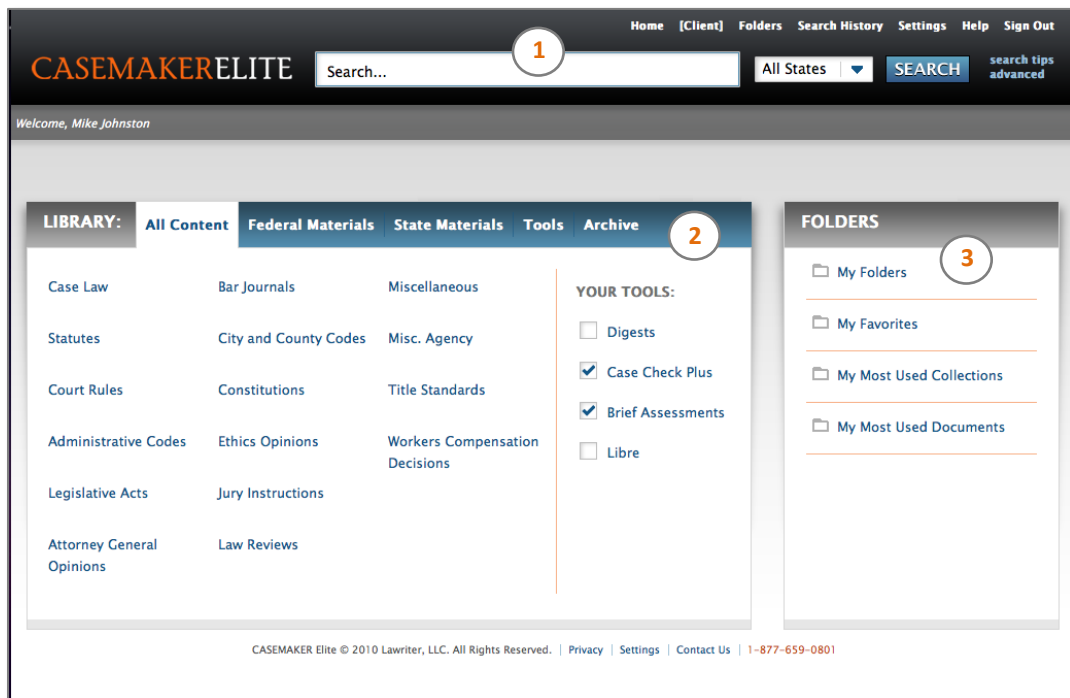 Home [Client] Folders Search History Settings Help Sign Out
1
CASEMAKERELITE Search... All States SEARCH search tips
advanced
Welcome, Mike Johnston
LIBRARY: All Content Federal Materials State Materials Tools Archive 2
Case Law Bar Journals Miscellaneous
Statutes City and County Codes Misc. Agency
Court Rules Constitutions Title Standards
Administrative Codes Ethics Opinions Workers Compensation
Decisions
Legislative Acts Jury Instructions
Attorney General Law Reviews
Opinions
YOUR TOOLS:
Digests
Case Check Plus
Brief Assessments
Libre
FOLDERS
3
My Folders
My Favorites
My Most Used Collections
My Most Used Documents
CASEMAKER Elite © 2010 Lawriter, LLC. All Rights Reserved. | Privacy | Settings | Contact Us | 1-877-659-0801